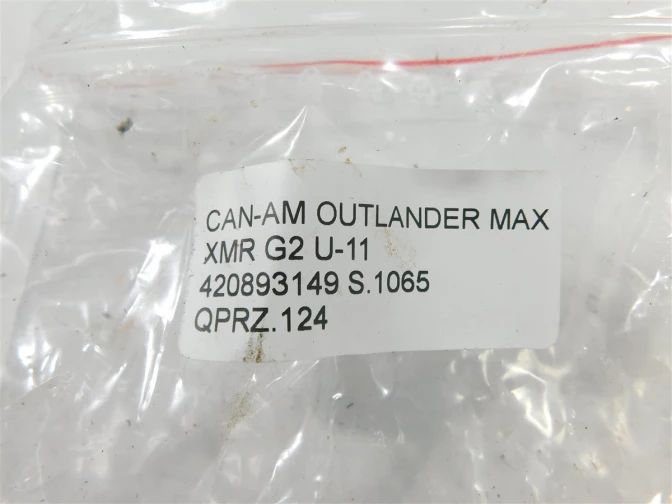 CAN-AM OUTLANDER MAX
XMR G2 U-11
420893149 S.1065
QPRZ.124